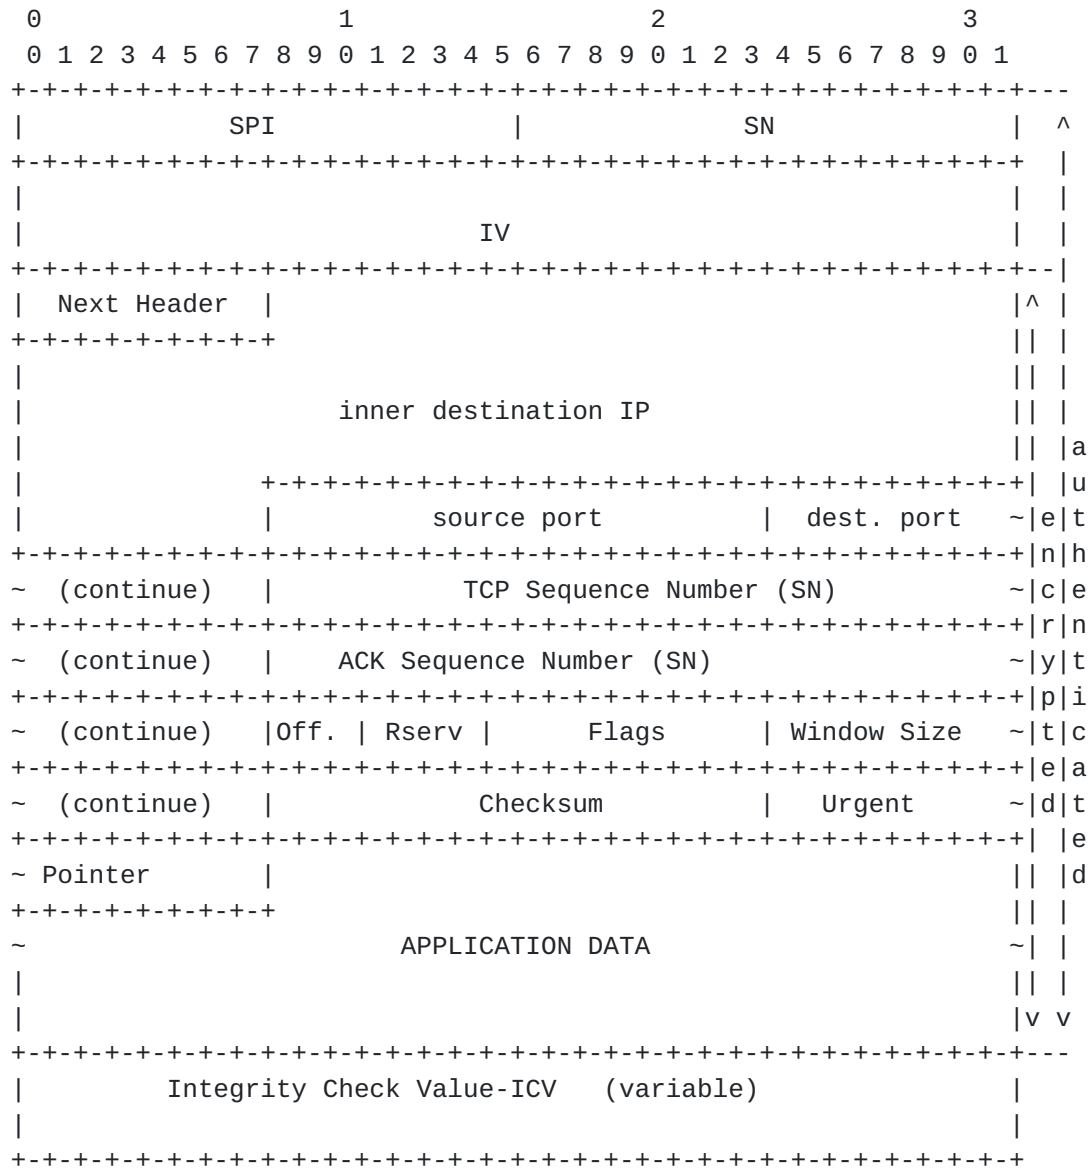 0                   1                   2                   3
 0 1 2 3 4 5 6 7 8 9 0 1 2 3 4 5 6 7 8 9 0 1 2 3 4 5 6 7 8 9 0 1
+-+-+-+-+-+-+-+-+-+-+-+-+-+-+-+-+-+-+-+-+-+-+-+-+-+-+-+-+-+-+-+-+---
|             SPI               |              SN               |  ^
+-+-+-+-+-+-+-+-+-+-+-+-+-+-+-+-+-+-+-+-+-+-+-+-+-+-+-+-+-+-+-+-+  |
|                                                               |  |
|                             IV                                |  |
+-+-+-+-+-+-+-+-+-+-+-+-+-+-+-+-+-+-+-+-+-+-+-+-+-+-+-+-+-+-+-+-+--|
|  Next Header  |                                               |^ |
+-+-+-+-+-+-+-+-+                                               || |
|                                                               || |
|                    inner destination IP                       || |
|                                                               || |a
|               +-+-+-+-+-+-+-+-+-+-+-+-+-+-+-+-+-+-+-+-+-+-+-+-+| |u
|               |          source port          |  dest. port   ~|e|t
+-+-+-+-+-+-+-+-+-+-+-+-+-+-+-+-+-+-+-+-+-+-+-+-+-+-+-+-+-+-+-+-+|n|h
~  (continue)   |            TCP Sequence Number (SN)           ~|c|e
+-+-+-+-+-+-+-+-+-+-+-+-+-+-+-+-+-+-+-+-+-+-+-+-+-+-+-+-+-+-+-+-+|r|n
~  (continue)   |    ACK Sequence Number (SN)                   ~|y|t
+-+-+-+-+-+-+-+-+-+-+-+-+-+-+-+-+-+-+-+-+-+-+-+-+-+-+-+-+-+-+-+-+|p|i
~  (continue)   |Off. | Rserv |      Flags      | Window Size   ~|t|c
+-+-+-+-+-+-+-+-+-+-+-+-+-+-+-+-+-+-+-+-+-+-+-+-+-+-+-+-+-+-+-+-+|e|a
~  (continue)   |             Checksum          |   Urgent      ~|d|t
+-+-+-+-+-+-+-+-+-+-+-+-+-+-+-+-+-+-+-+-+-+-+-+-+-+-+-+-+-+-+-+-+| |e
~ Pointer       |                                               || |d
+-+-+-+-+-+-+-+-+                                               || |
~                        APPLICATION DATA                       ~| |
|                                                               || |
|                                                               |v v
+-+-+-+-+-+-+-+-+-+-+-+-+-+-+-+-+-+-+-+-+-+-+-+-+-+-+-+-+-+-+-+-+---
|         Integrity Check Value-ICV   (variable)                |
|                                                               |
+-+-+-+-+-+-+-+-+-+-+-+-+-+-+-+-+-+-+-+-+-+-+-+-+-+-+-+-+-+-+-+-+